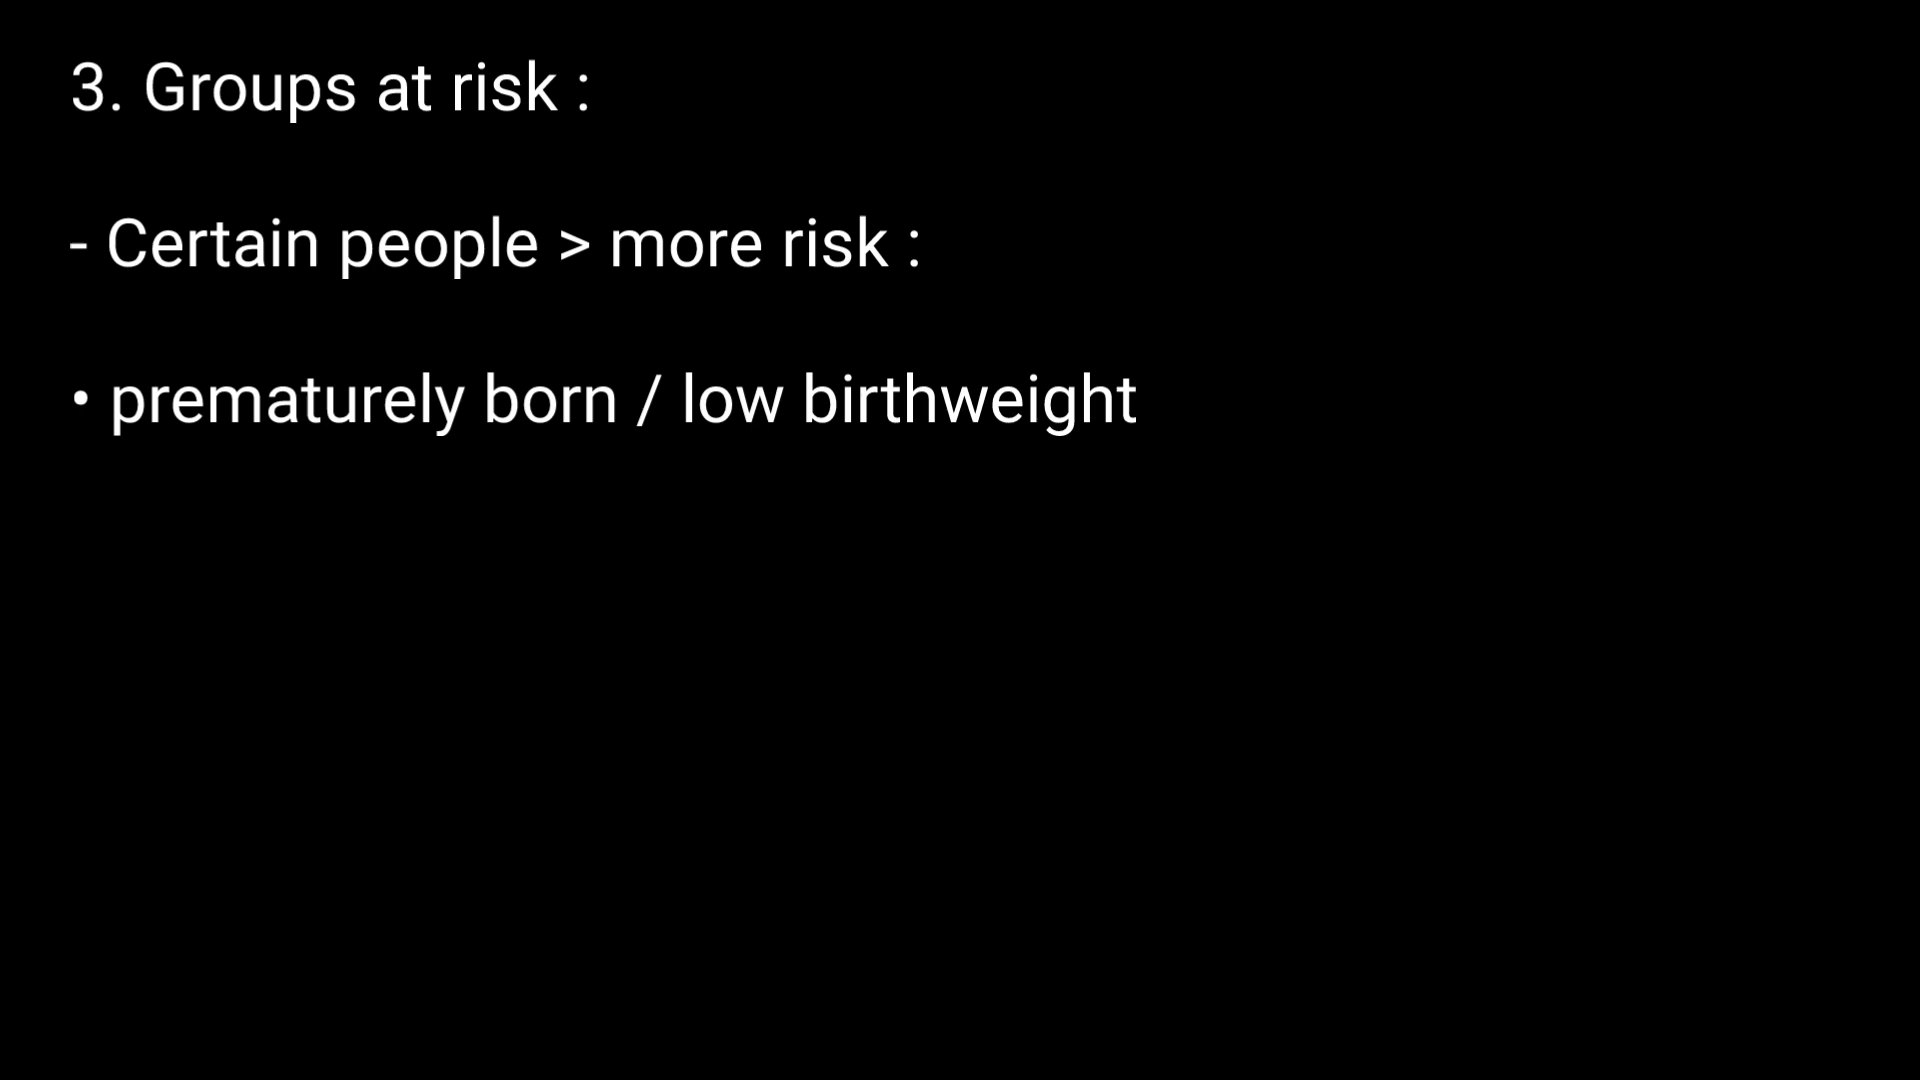 3. Groups at risk :
- Certain people > more risk :
• prematurely born / low birthweight